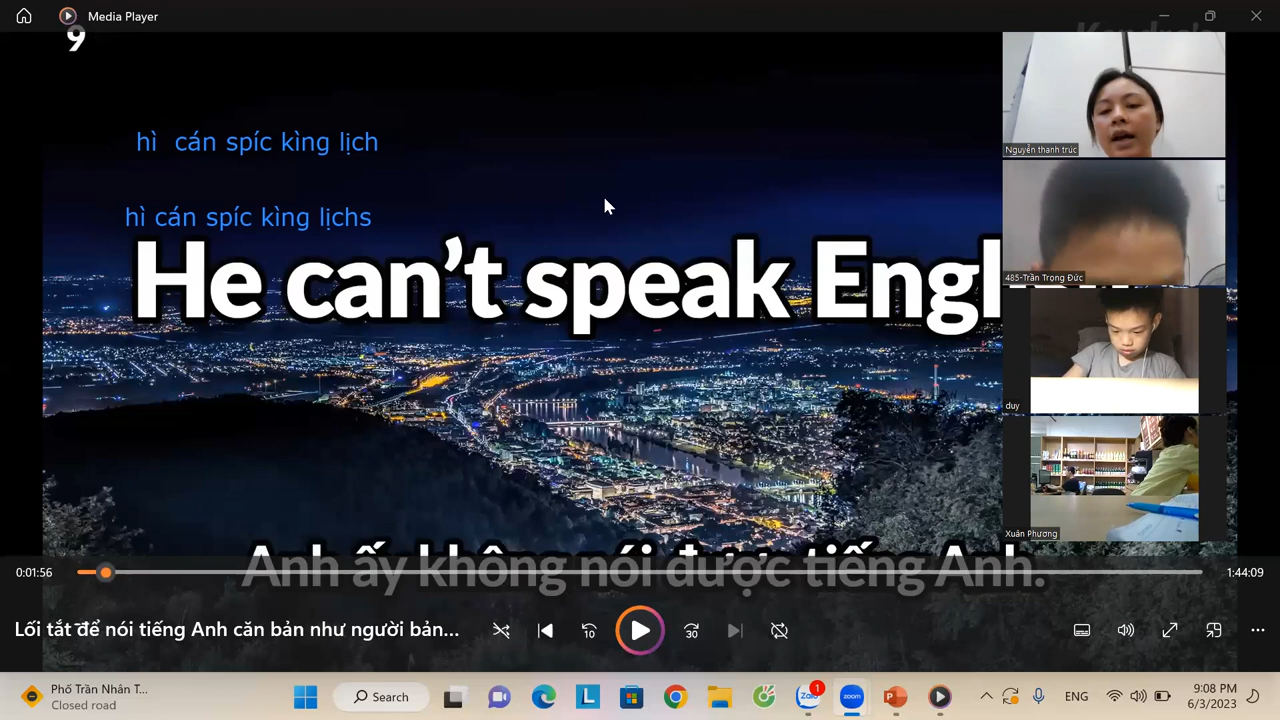 Media Player
9
hì cán spíc kìng lịch
hì cán spíc kìng lịchs
He can't speak Engl
Anh ấy không nói được tiếng Anh.
Nguyễn thanh trúc
485-Trần Trọng Đức
duy
Xuân Phương
0:01:56
1:44:09
Lối tắt để nói tiếng Anh căn bản như người bản...
10
30
Phố Trần Nhân T...
Closed road
Search
L
Zalo
1
zoom
P
ENG
9:08 PM
6/3/2023